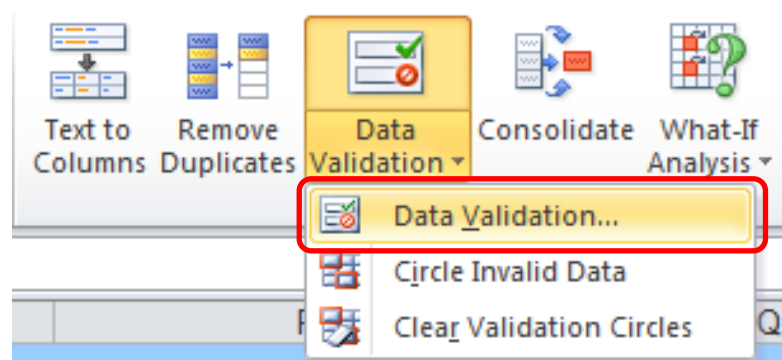 Text to Remove Data Consolidate What-If
Columns Duplicates Validation Analysis
Data Validation...
Circle Invalid Data
Clear Validation Circles
Q